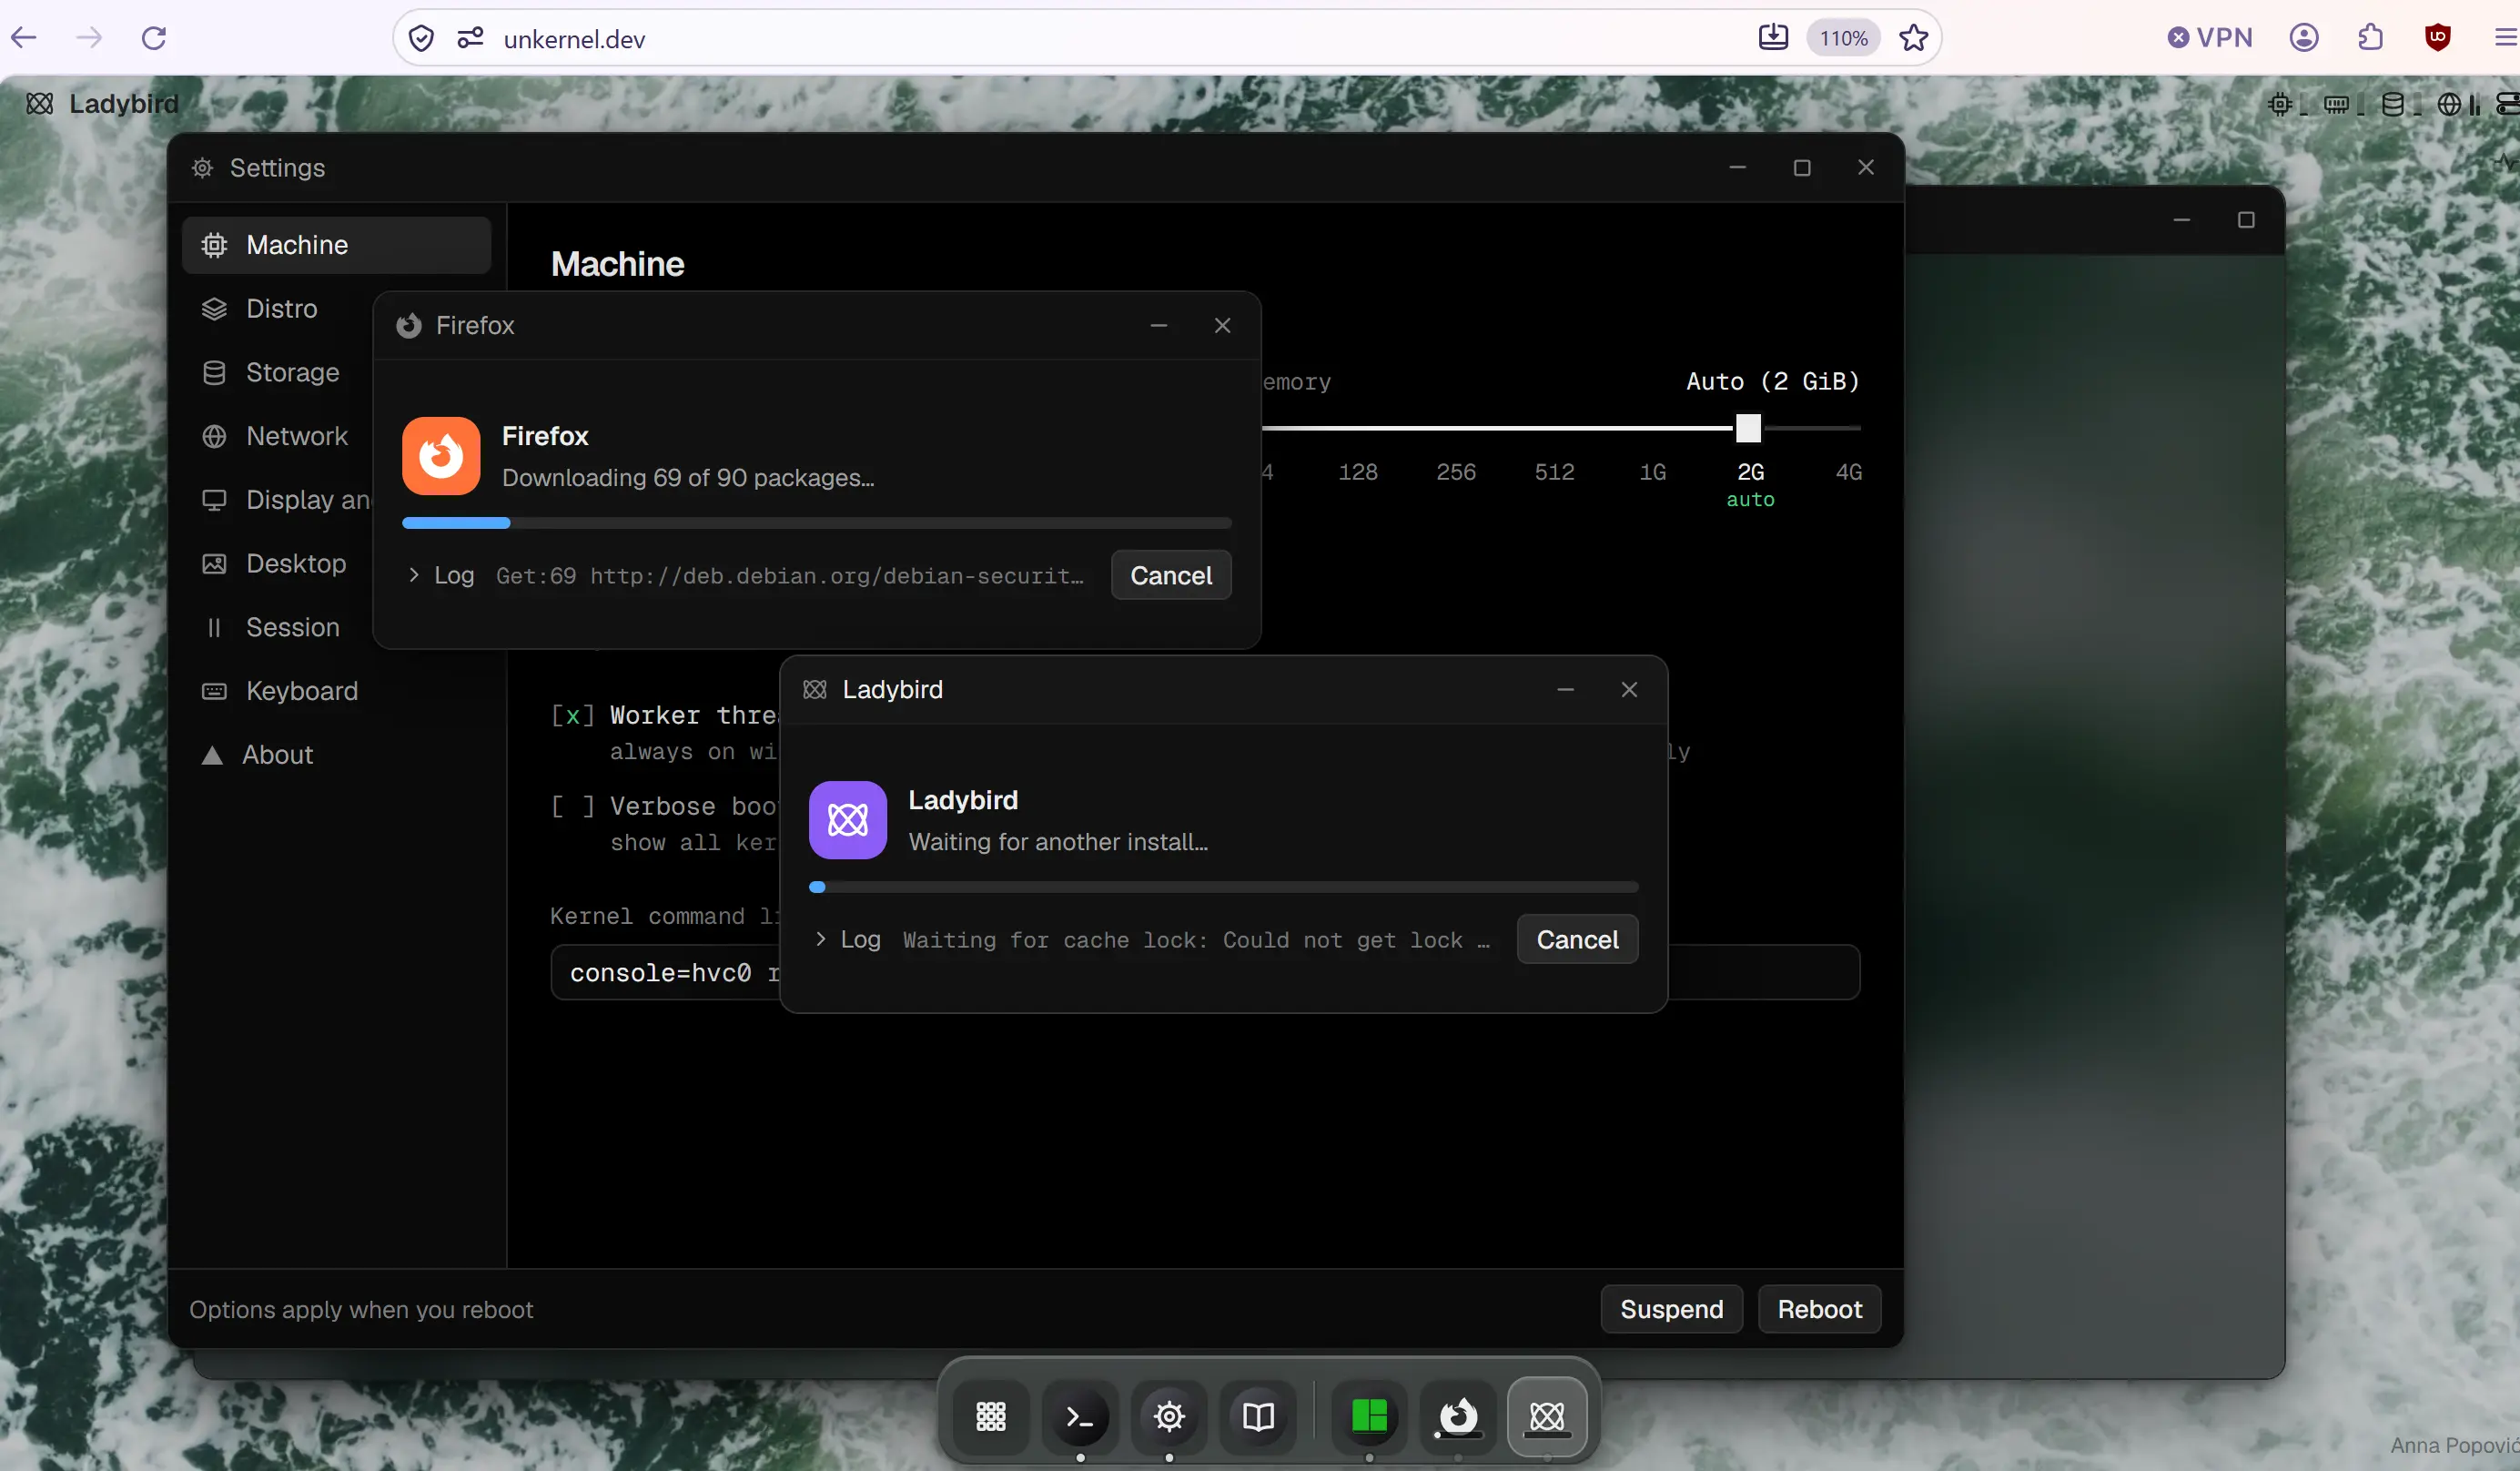 unkernel.dev
110%
VPN
Ladybird
Settings
Machine
Distro
Storage
Network
Display an
Desktop
Session
Keyboard
About
Machine
emory
Auto (2 GiB)
4 128 256 512 1G 2G 4G
auto
Firefox
Firefox
Downloading 69 of 90 packages…
Log Get:69 http://deb.debian.org/debian-securit…
Cancel
[x] Worker threa
always on wi
ly
[ ] Verbose boo
show all ker
Kernel command li
console=hvc0 r
Ladybird
Ladybird
Waiting for another install…
Log Waiting for cache lock: Could not get lock …
Cancel
Options apply when you reboot
Suspend
Reboot
Anna Popović